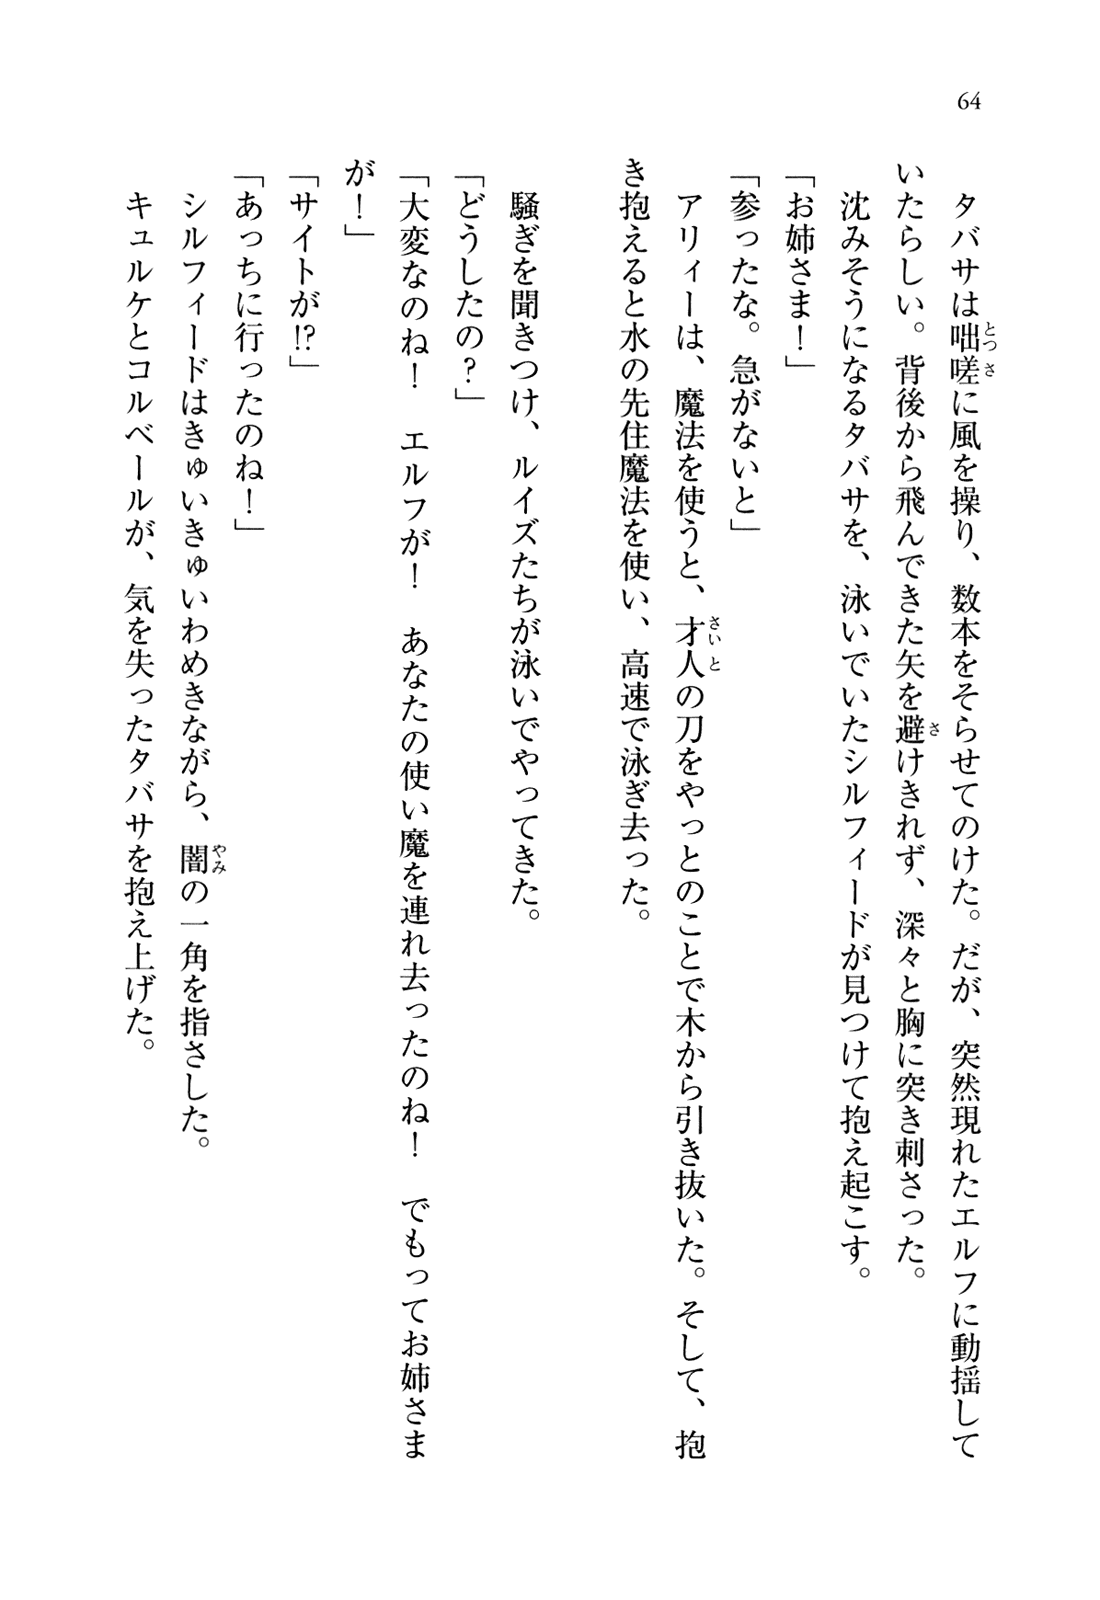 64
タバサは咄嗟に風を操り、数本をそらせてのけた。だが、突然現れたエルフに動揺して
いたらしい。背後から飛んできた矢を避けきれず、深々と胸に突き刺さった。
沈みそうになるタバサを、泳いでいたシルフィードが見つけて抱え起こす。
「お姉さま！」
「参ったな。急がないと」
アリィーは、魔法を使うと、才人の刀をやっとのことで木から引き抜いた。そして、抱
き抱えると水の先住魔法を使い、高速で泳ぎ去った。
騒ぎを聞きつけ、ルイズたちが泳いでやってきた。
「どうしたの？」
「大変なのね！　エルフが！　あなたの使い魔を連れ去ったのね！　でもってお姉さま
が！」
「サイトが!?」
「あっちに行ったのね！」
シルフィードはきゅいきゅいわめきながら、闇の一角を指さした。
キュルケとコルベールが、気を失ったタバサを抱え上げた。